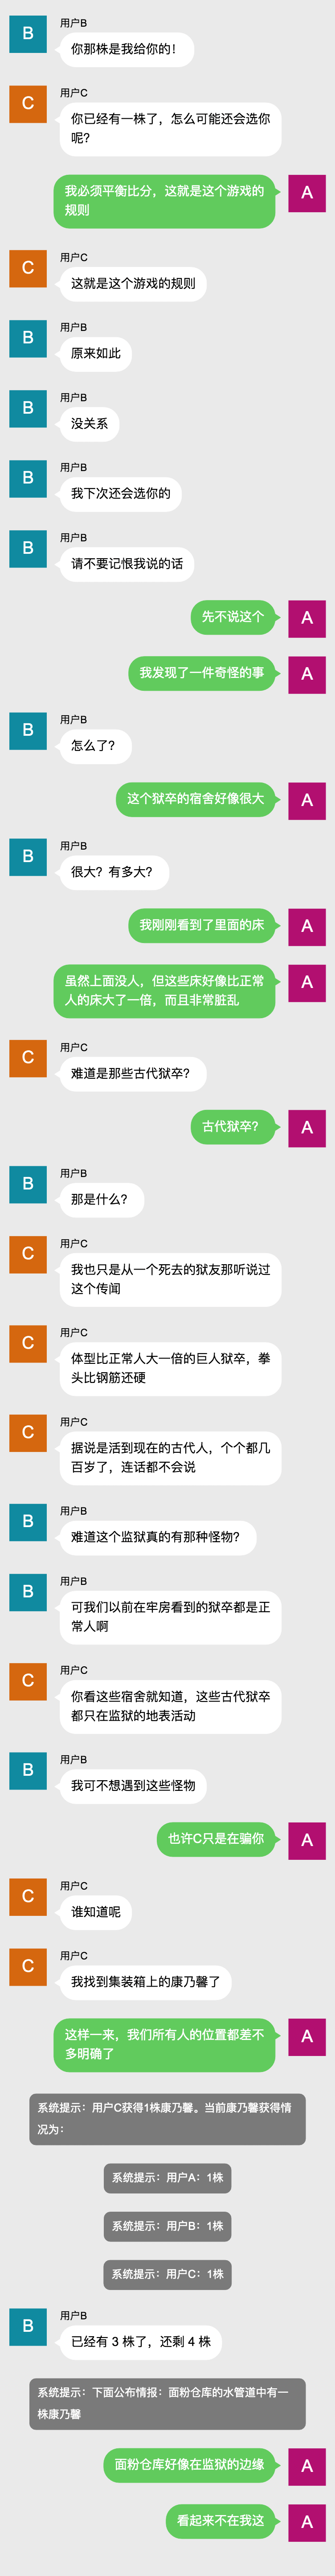 B
用户B
你那株是我给你的！
C
用户C
你已经有一株了，怎么可能还会选你
呢？
我必须平衡比分，这就是这个游戏的
规则
A
C
用户C
这就是这个游戏的规则
B
用户B
原来如此
B
用户B
没关系
B
用户B
我下次还会选你的
B
用户B
请不要记恨我说的话
先不说这个
A
我发现了一件奇怪的事
A
B
用户B
怎么了？
这个狱卒的宿舍好像很大
A
B
用户B
很大？有多大？
我刚刚看到了里面的床
A
虽然上面没人，但这些床好像比正常
人的床大了一倍，而且非常脏乱
A
C
用户C
难道是那些古代狱卒？
古代狱卒？
A
B
用户B
那是什么？
C
用户C
我也只是从一个死去的狱友那听说过
这个传闻
C
用户C
体型比正常人大一倍的巨人狱卒，拳
头比钢筋还硬
C
用户C
据说是活到现在的古代人，个个都几
百岁了，连话都不会说
B
用户B
难道这个监狱真的有那种怪物？
B
用户B
可我们以前在牢房看到的狱卒都是正
常人啊
C
用户C
你看这些宿舍就知道，这些古代狱卒
都只在监狱的地表活动
B
用户B
我可不想遇到这些怪物
也许C只是在骗你
A
C
用户C
谁知道呢
C
用户C
我找到集装箱上的康乃馨了
这样一来，我们所有人的位置都差不
多明确了
A
系统提示：用户C获得1株康乃馨。当前康乃馨获得情
况为：
系统提示：用户A：1株
系统提示：用户B：1株
系统提示：用户C：1株
B
用户B
已经有 3 株了，还剩 4 株
系统提示：下面公布情报：面粉仓库的水管道中有一
株康乃馨
面粉仓库好像在监狱的边缘
A
看起来不在我这
A